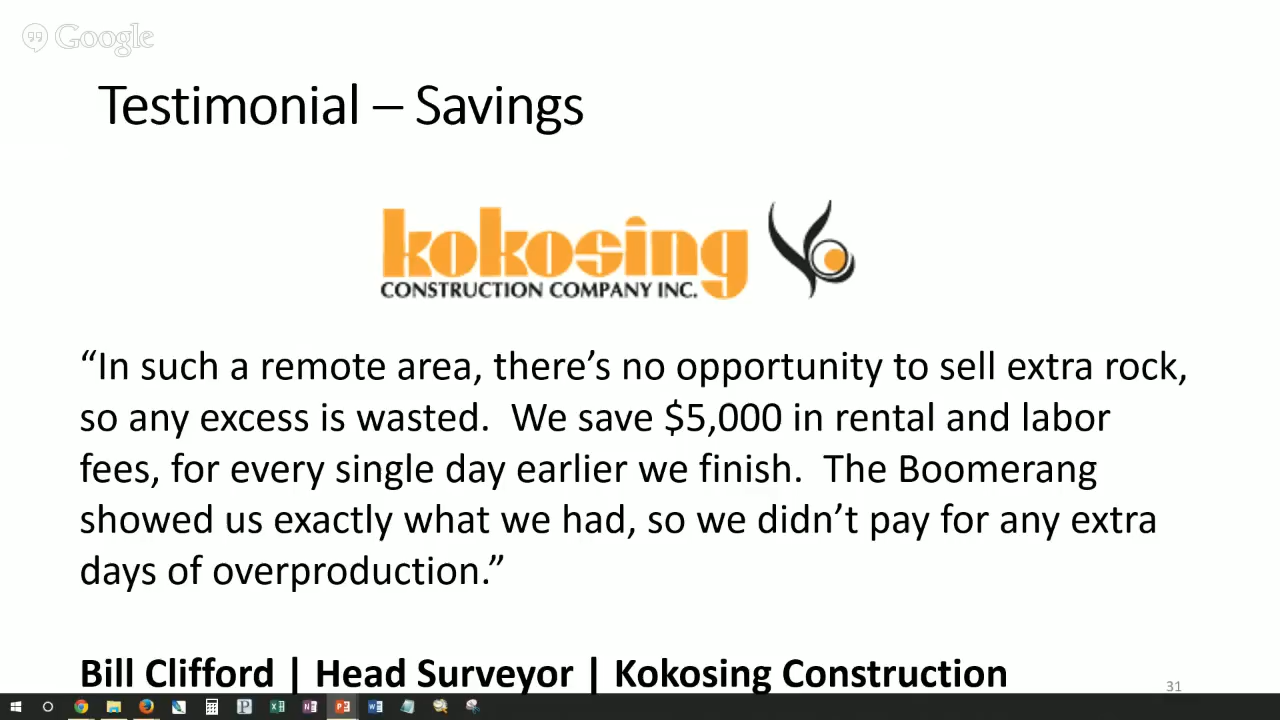 Google
Testimonial – Savings
kokosing
CONSTRUCTION COMPANY INC.
“In such a remote area, there’s no opportunity to sell extra rock,
so any excess is wasted.  We save $5,000 in rental and labor
fees, for every single day earlier we finish.  The Boomerang
showed us exactly what we had, so we didn’t pay for any extra
days of overproduction.”
Bill Clifford | Head Surveyor | Kokosing Construction
31